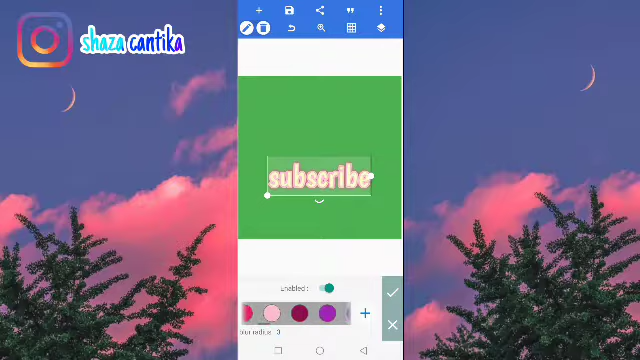 shaza cantika
subscribe
Enabled :
blur radius : 3